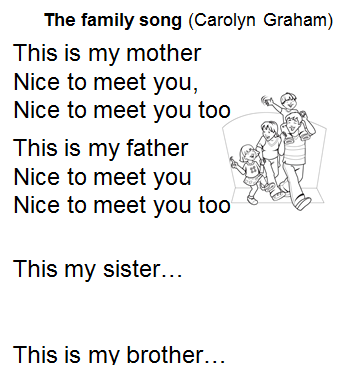 The family song (Carolyn Graham)
This is my mother
Nice to meet you,
Nice to meet you too
This is my father
Nice to meet you
Nice to meet you too
This my sister…
This is my brother…